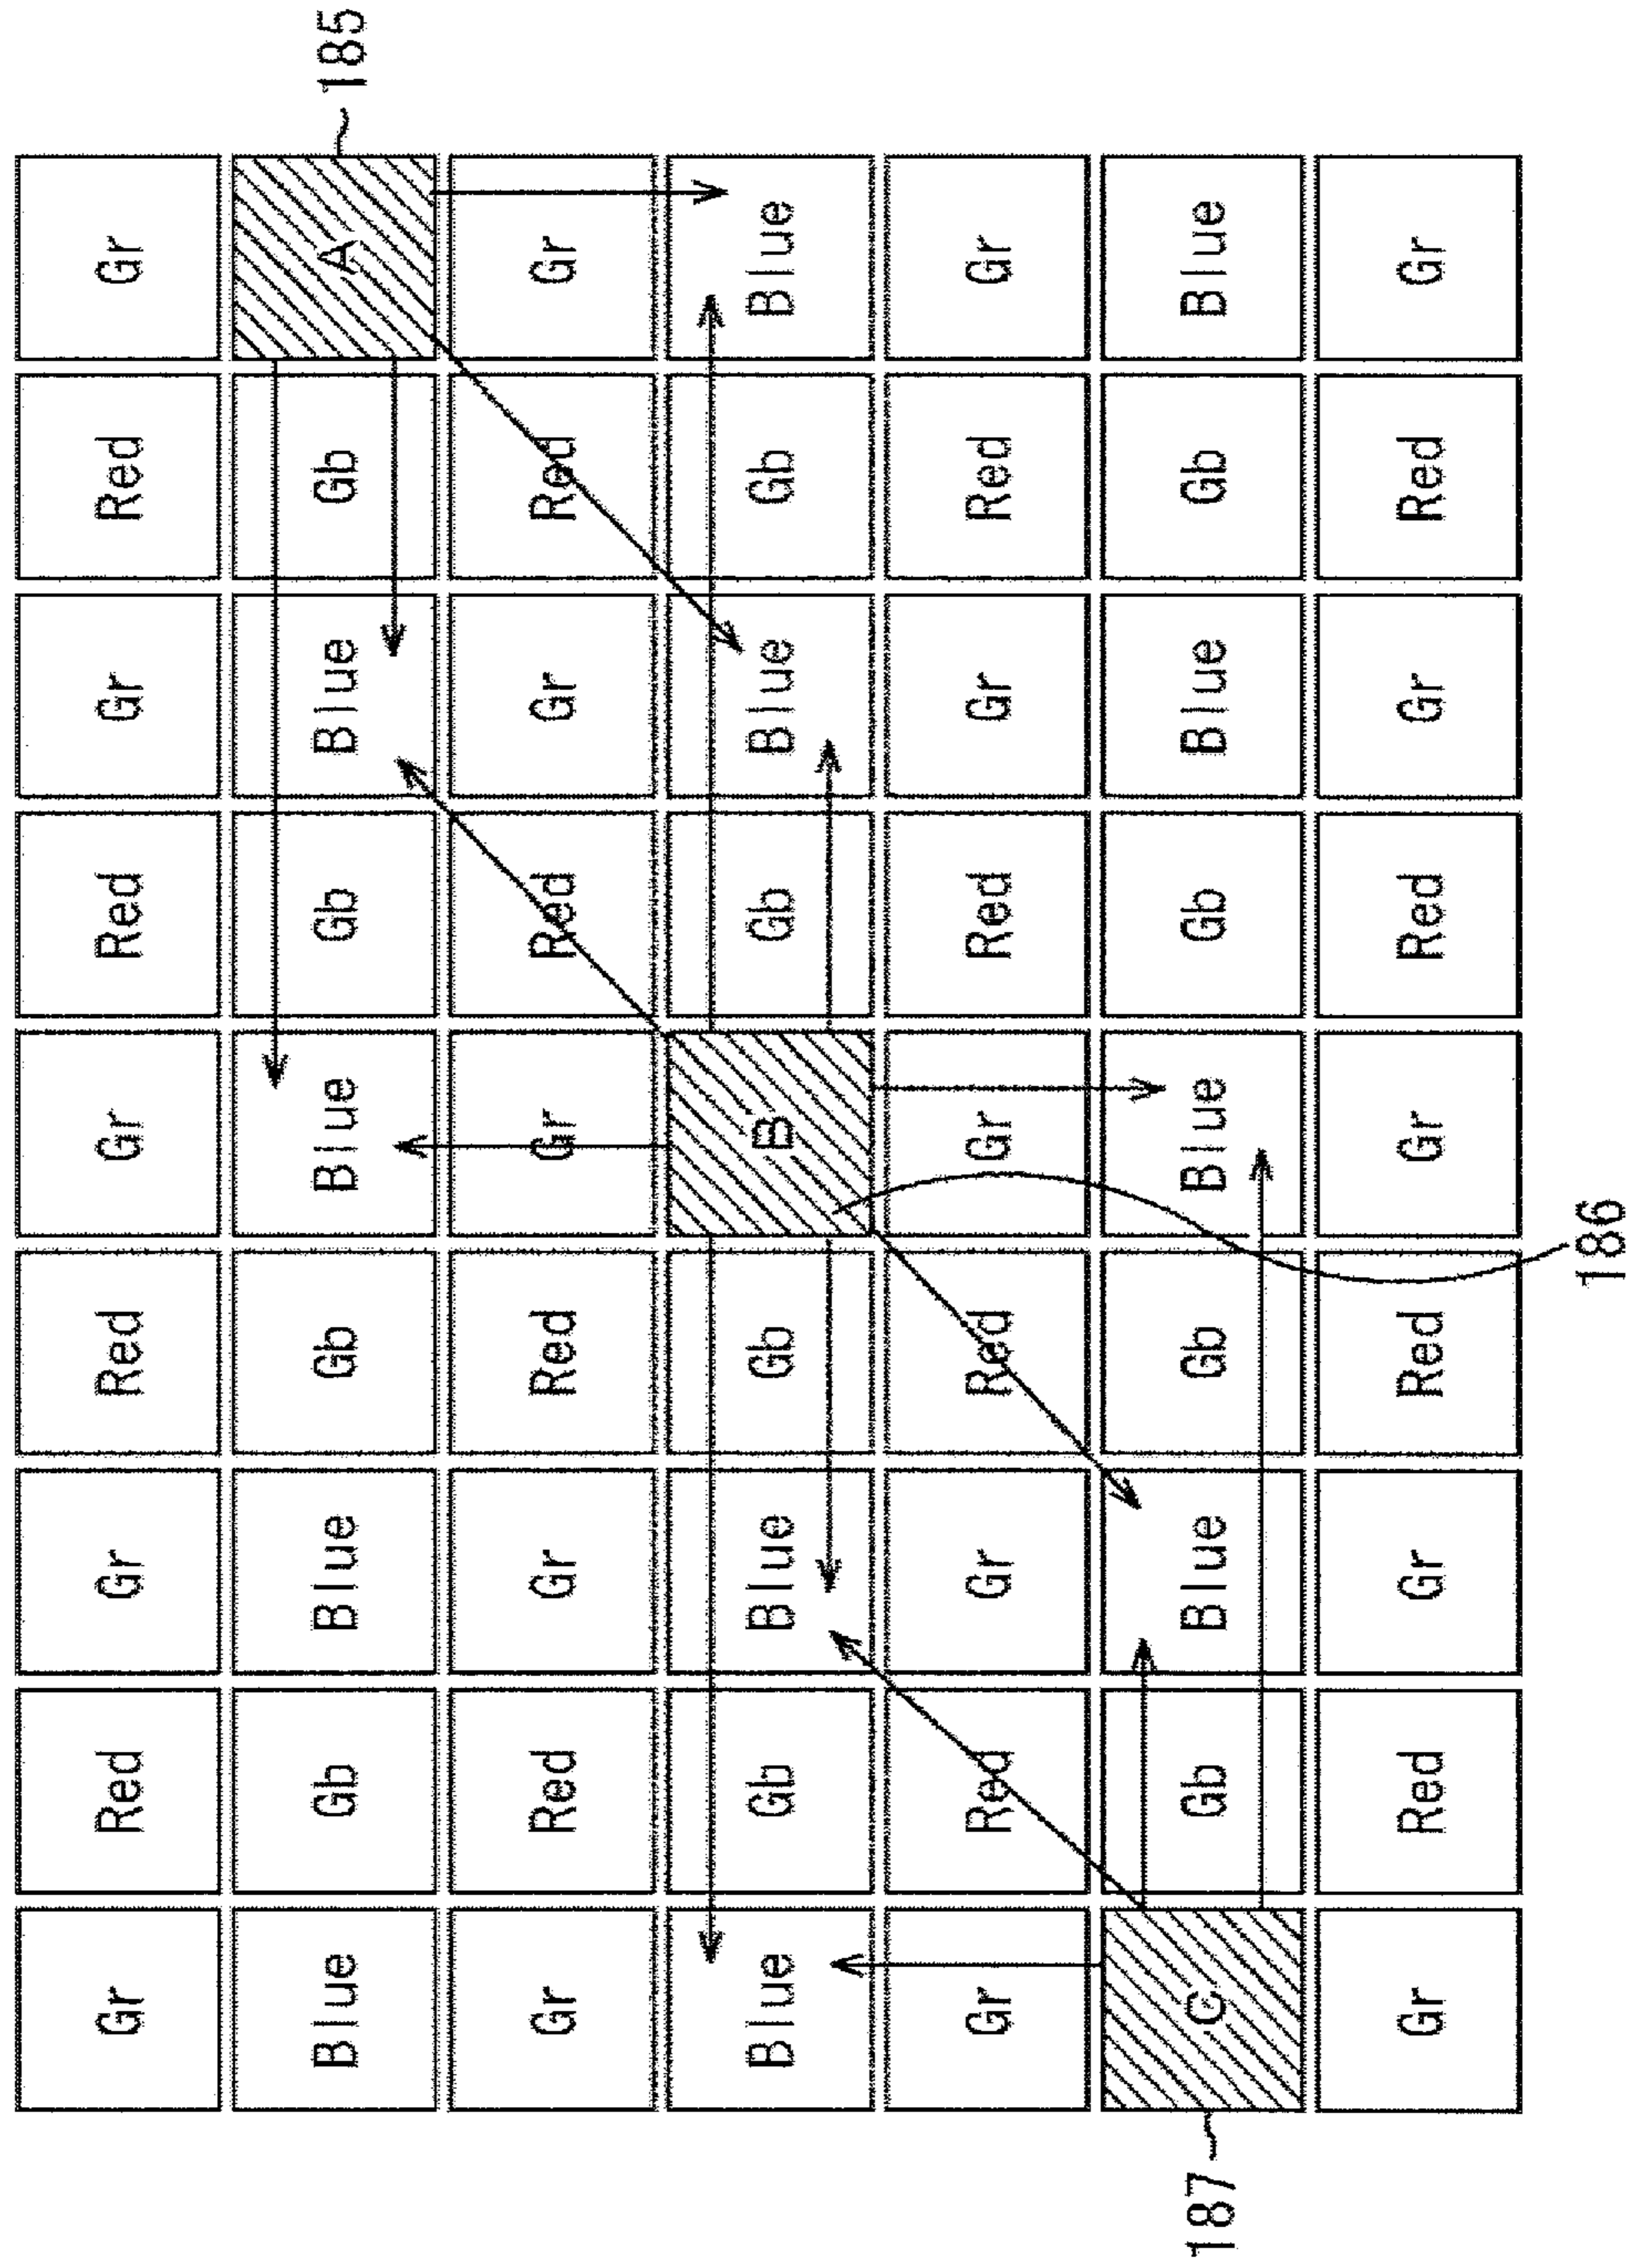 Gr Red Gr Red Gr Red Gr Red Gr
Blue Gb Blue Gb Blue Gb Blue Gb A 185
Gr Red Gr Red Gr Red Gr Red Gr
Blue Gb Blue Gb B Gb Blue Gb Blue
Gr Red Gr Red Gr Red Gr Red Gr
187 C Gb Blue Gb Blue Gb Blue Gb Blue
Gr Red Gr Red Gr Red Gr Red Gr
186